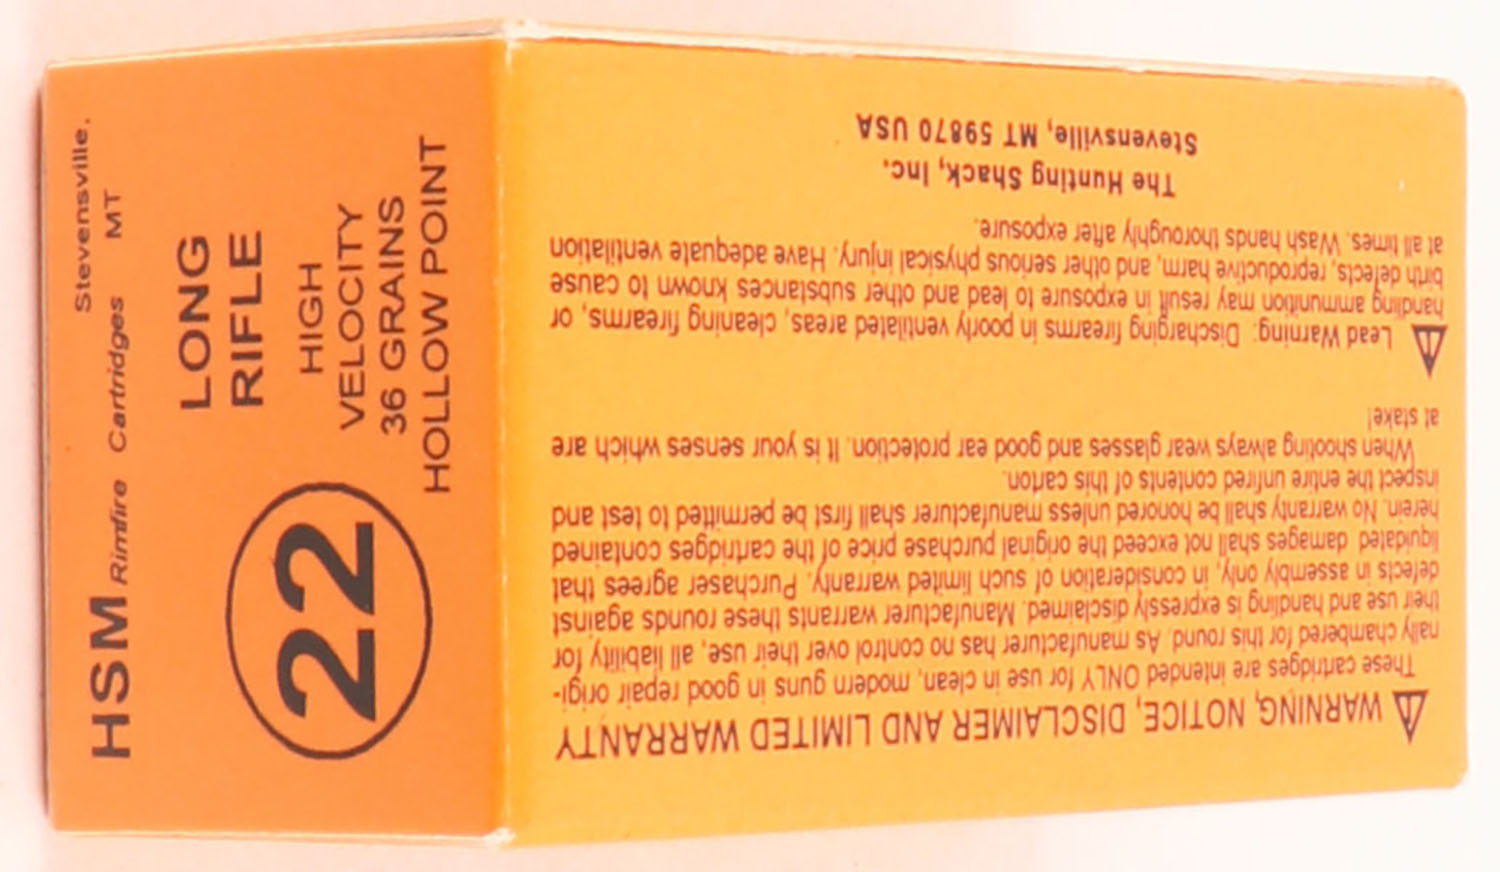 HSM Rimfire Cartridges Stevensville, MT
22
LONG
RIFLE
HIGH
VELOCITY
36 GRAINS
HOLLOW POINT
WARNING, NOTICE, DISCLAIMER AND LIMITED WARRANTY
These cartridges are intended ONLY for use in clean, modern guns in good repair origi-
nally chambered for this round. As manufacturer has no control over their use, all liability for
their use and handling is expressly disclaimed. Manufacturer warrants these rounds against
defects in assembly only, in consideration of such limited warranty. Purchaser agrees that
liquidated damages shall not exceed the original purchase price of the cartridges contained
herein. No warranty shall be honored unless manufacturer shall first be permitted to test and
inspect the entire unfired contents of this carton.
When shooting always wear glasses and good ear protection. It is your senses which are
at stake!
Lead Warning: Discharging firearms in poorly ventilated areas, cleaning firearms, or
handling ammunition may result in exposure to lead and other substances known to cause
birth defects, reproductive harm, and other serious physical injury. Have adequate ventilation
at all times. Wash hands thoroughly after exposure.
The Hunting Shack, Inc.
Stevensville, MT 59870 USA